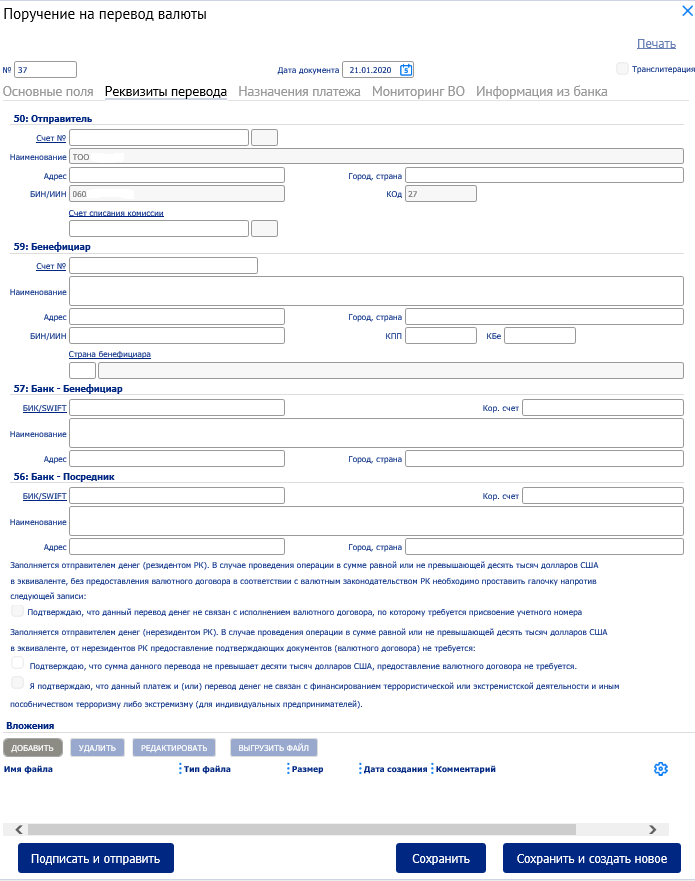 Поручение на перевод валюты
Печать
№ 37 Дата документа 21.01.2020 Транслитерация
Основные поля Реквизиты перевода Назначения платежа Мониторинг ВО Информация из банка
50: Отправитель
Счет №
Наименование ТОО
Адрес Город, страна
БИН/ИИН 060 КОд 27
Счет списания комиссии
59: Бенефициар
Счет №
Наименование
Адрес Город, страна
БИН/ИИН КПП КБе
Страна бенефициара
57: Банк - Бенефициар
БИК/SWIFT Кор. счет
Наименование
Адрес Город, страна
56: Банк - Посредник
БИК/SWIFT Кор. счет
Наименование
Адрес Город, страна
Заполняется отправителем денег (резидентом РК). В случае проведения операции в сумме равной или не превышающей десять тысяч долларов США
в эквиваленте, без предоставления валютного договора в соответствии с валютным законодательством РК необходимо проставить галочку напротив
следующей записи:
Подтверждаю, что данный перевод денег не связан с исполнением валютного договора, по которому требуется присвоение учетного номера
Заполняется отправителем денег (нерезидентом РК). В случае проведения операции в сумме равной или не превышающей десять тысяч долларов США
в эквиваленте, от нерезидентов РК предоставление подтверждающих документов (валютного договора) не требуется:
Подтверждаю, что сумма данного перевода не превышает десяти тысяч долларов США, предоставление валютного договора не требуется.
Я подтверждаю, что данный платеж и (или) перевод денег не связан с финансированием террористической или экстремистской деятельности и иным
пособничеством терроризму либо экстремизму (для индивидуальных предпринимателей).
Вложения
ДОБАВИТЬ УДАЛИТЬ РЕДАКТИРОВАТЬ ВЫГРУЗИТЬ ФАЙЛ
Имя файла Тип файла Размер Дата создания Комментарий
Подписать и отправить Сохранить Сохранить и создать новое